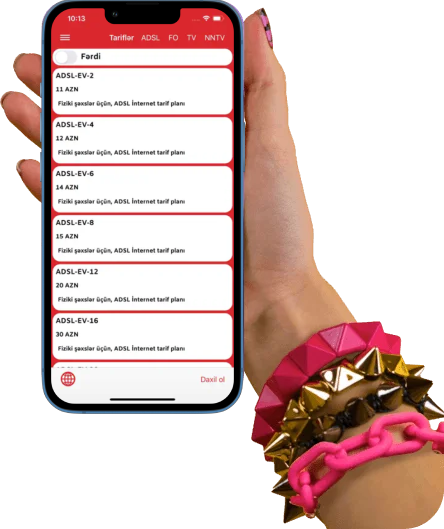 10:13
Tariflər ADSL FO TV NNTV
Fərdi
ADSL-EV-2
11 AZN
Fiziki şəxslər üçün, ADSL İnternet tarif planı
ADSL-EV-4
12 AZN
Fiziki şəxslər üçün, ADSL İnternet tarif planı
ADSL-EV-6
14 AZN
Fiziki şəxslər üçün, ADSL İnternet tarif planı
ADSL-EV-8
15 AZN
Fiziki şəxslər üçün, ADSL İnternet tarif planı
ADSL-EV-12
20 AZN
Fiziki şəxslər üçün, ADSL İnternet tarif planı
ADSL-EV-16
30 AZN
Fiziki şəxslər üçün, ADSL İnternet tarif planı
Daxil ol